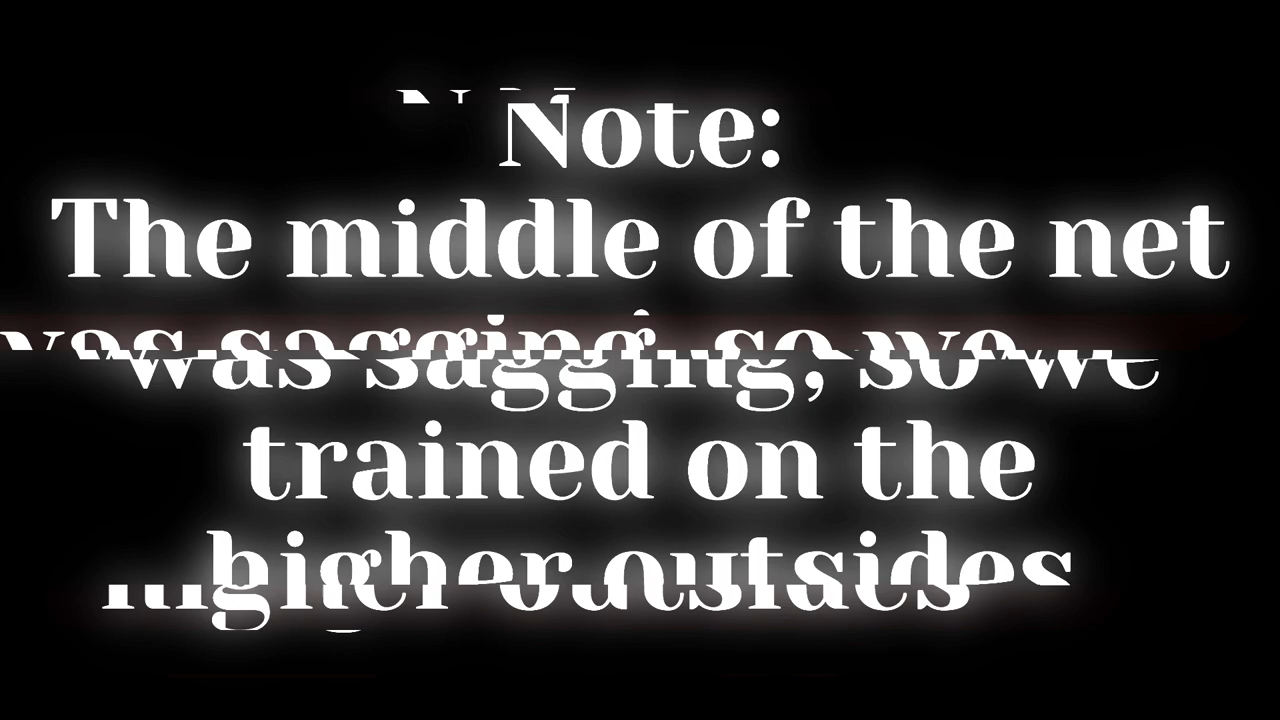 Note:
The middle of the net
was sagging, so we
trained on the
higher outsides